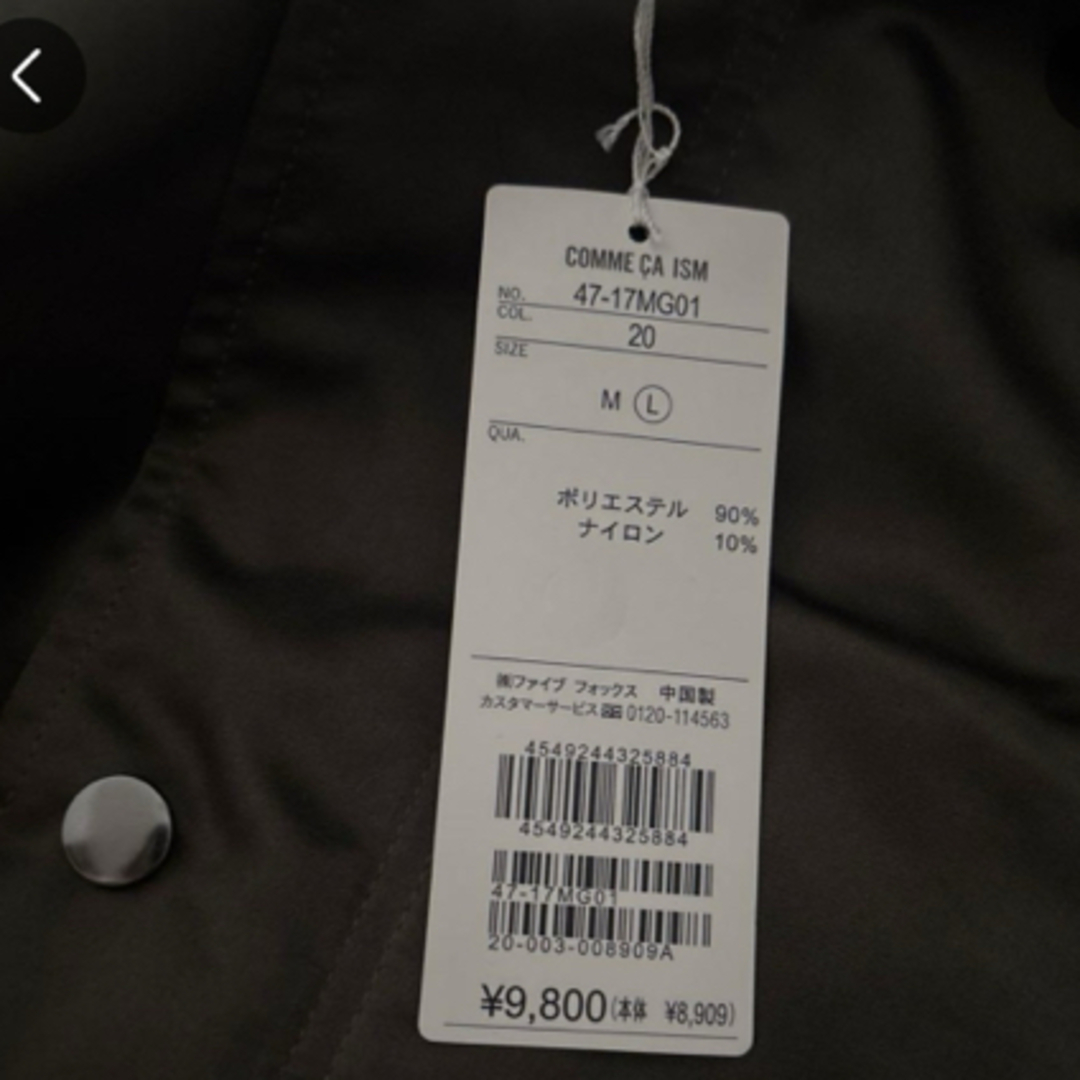 COMME ÇA ISM
NO. 47-17MG01
COL. 20
SIZE
M Ⓛ
QUA.
ポリエステル 90%
ナイロン 10%
㈱ファイブ フォックス 中国製
カスタマーサービス 0120-114563
4549244325884
4549244325884
47-17MG01
20-003-008909A
¥9,800(本体 ¥8,909)